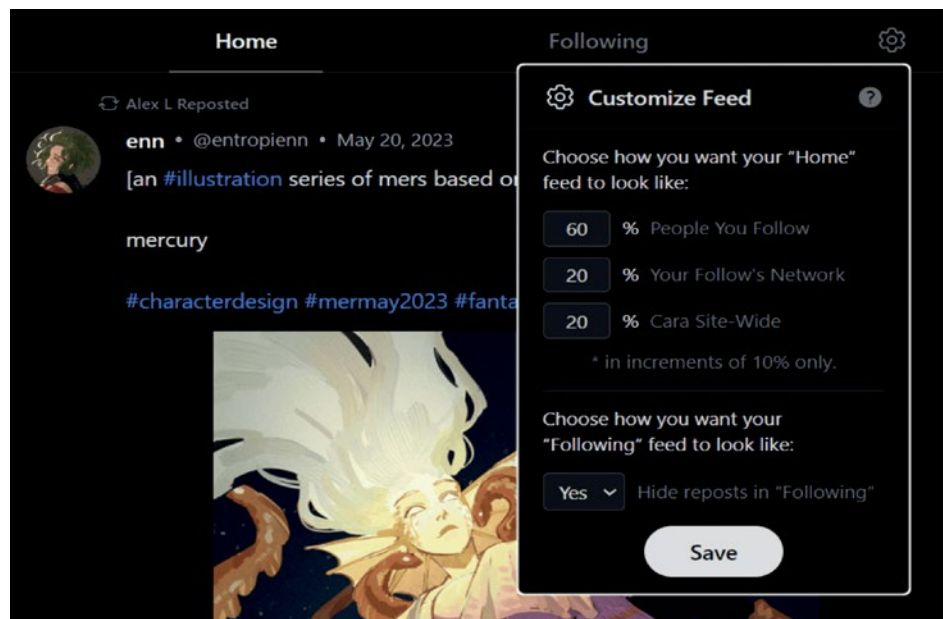 Home
Following
Alex L Reposted
enn • @entropienn • May 20, 2023
[an #illustration series of mers based
mercury
#characterdesign #mermay2023
Customize Feed
?
Choose how you want your “Home”
feed to look like:
60 % People You Follow
20 % Your Follow's Network
20 % Cara Site-Wide
* in increments of 10% only.
Choose how you want your
“Following” feed to look like:
Yes Hide reposts in “Following”
Save